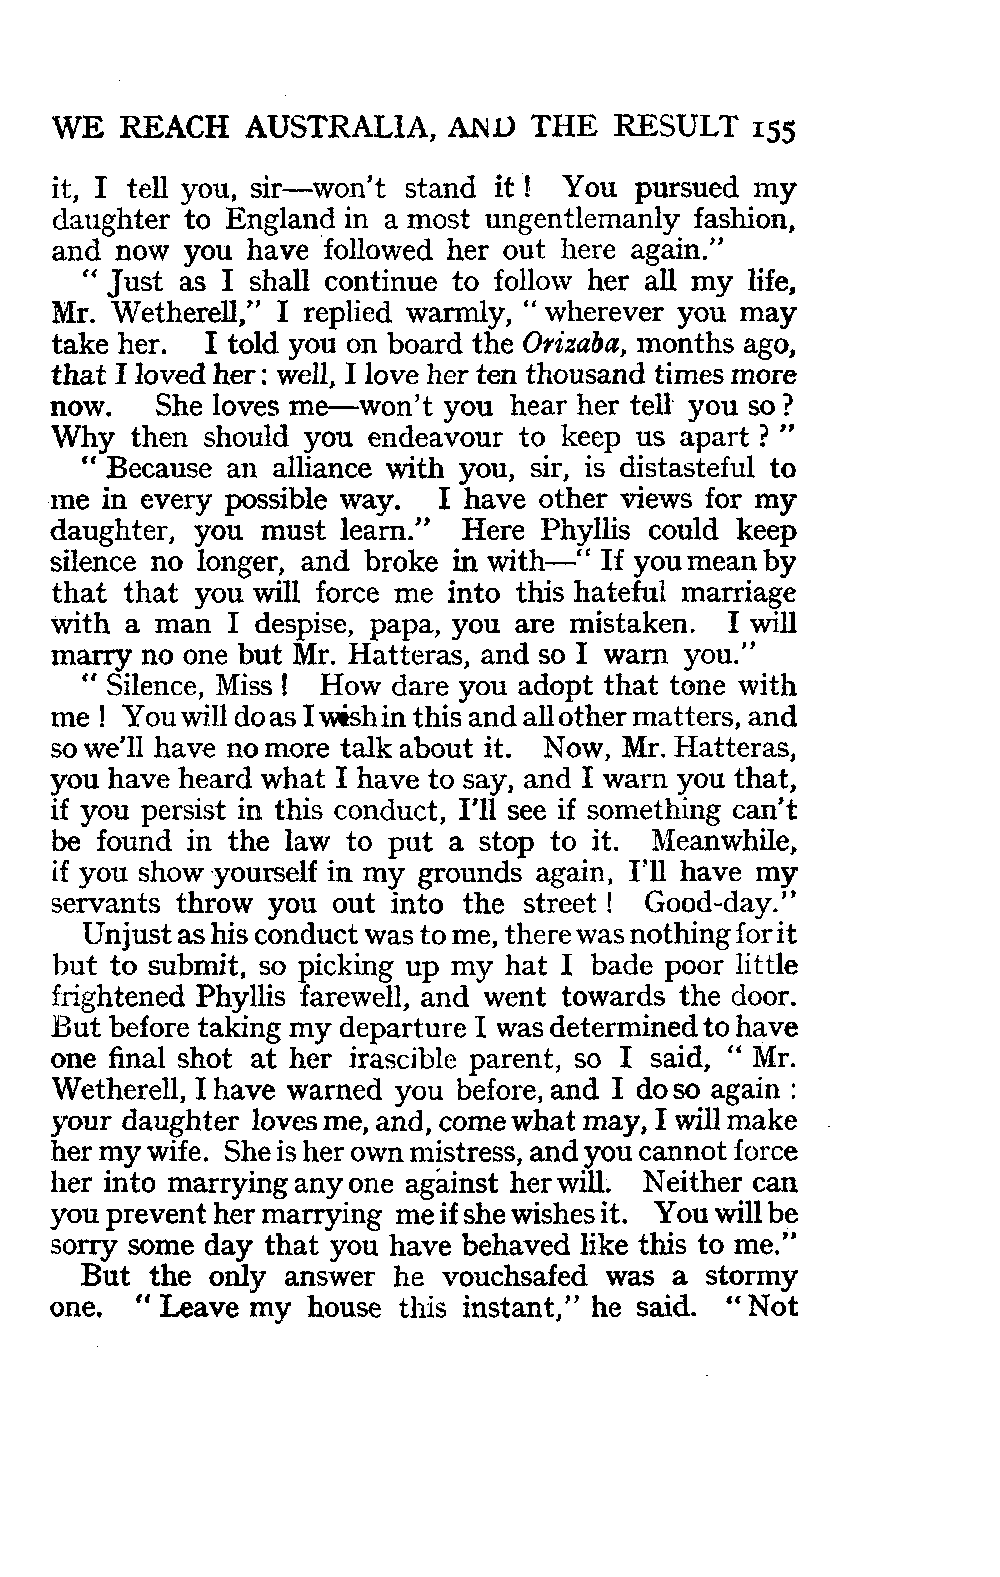 WE REACH AUSTRALIA, AND THE RESULT 155
it, I tell you, sir—won't stand it! You pursued my
daughter to England in a most ungentlemanly fashion,
and now you have followed her out here again."
"Just as I shall continue to follow her all my life,
Mr. Wetherell," I replied warmly, "wherever you may
take her. I told you on board the Orizaba, months ago,
that I loved her: well, I love her ten thousand times more
now. She loves me—won't you hear her tell you so?
Why then should you endeavour to keep us apart?"
"Because an alliance with you, sir, is distasteful to
me in every possible way. I have other views for my
daughter, you must learn." Here Phyllis could keep
silence no longer, and broke in with—"If you mean by
that that you will force me into this hateful marriage
with a man I despise, papa, you are mistaken. I will
marry no one but Mr. Hatteras, and so I warn you."
"Silence, Miss! How dare you adopt that tone with
me! You will do as I wish in this and all other matters, and
so we'll have no more talk about it. Now, Mr. Hatteras,
you have heard what I have to say, and I warn you that,
if you persist in this conduct, I'll see if something can't
be found in the law to put a stop to it. Meanwhile,
if you show yourself in my grounds again, I'll have my
servants throw you out into the street! Good-day."
Unjust as his conduct was to me, there was nothing for it
but to submit, so picking up my hat I bade poor little
frightened Phyllis farewell, and went towards the door.
But before taking my departure I was determined to have
one final shot at her irascible parent, so I said, "Mr.
Wetherell, I have warned you before, and I do so again:
your daughter loves me, and, come what may, I will make
her my wife. She is her own mistress, and you cannot force
her into marrying any one against her will. Neither can
you prevent her marrying me if she wishes it. You will be
sorry some day that you have behaved like this to me."
But the only answer he vouchsafed was a stormy
one. "Leave my house this instant," he said. "Not